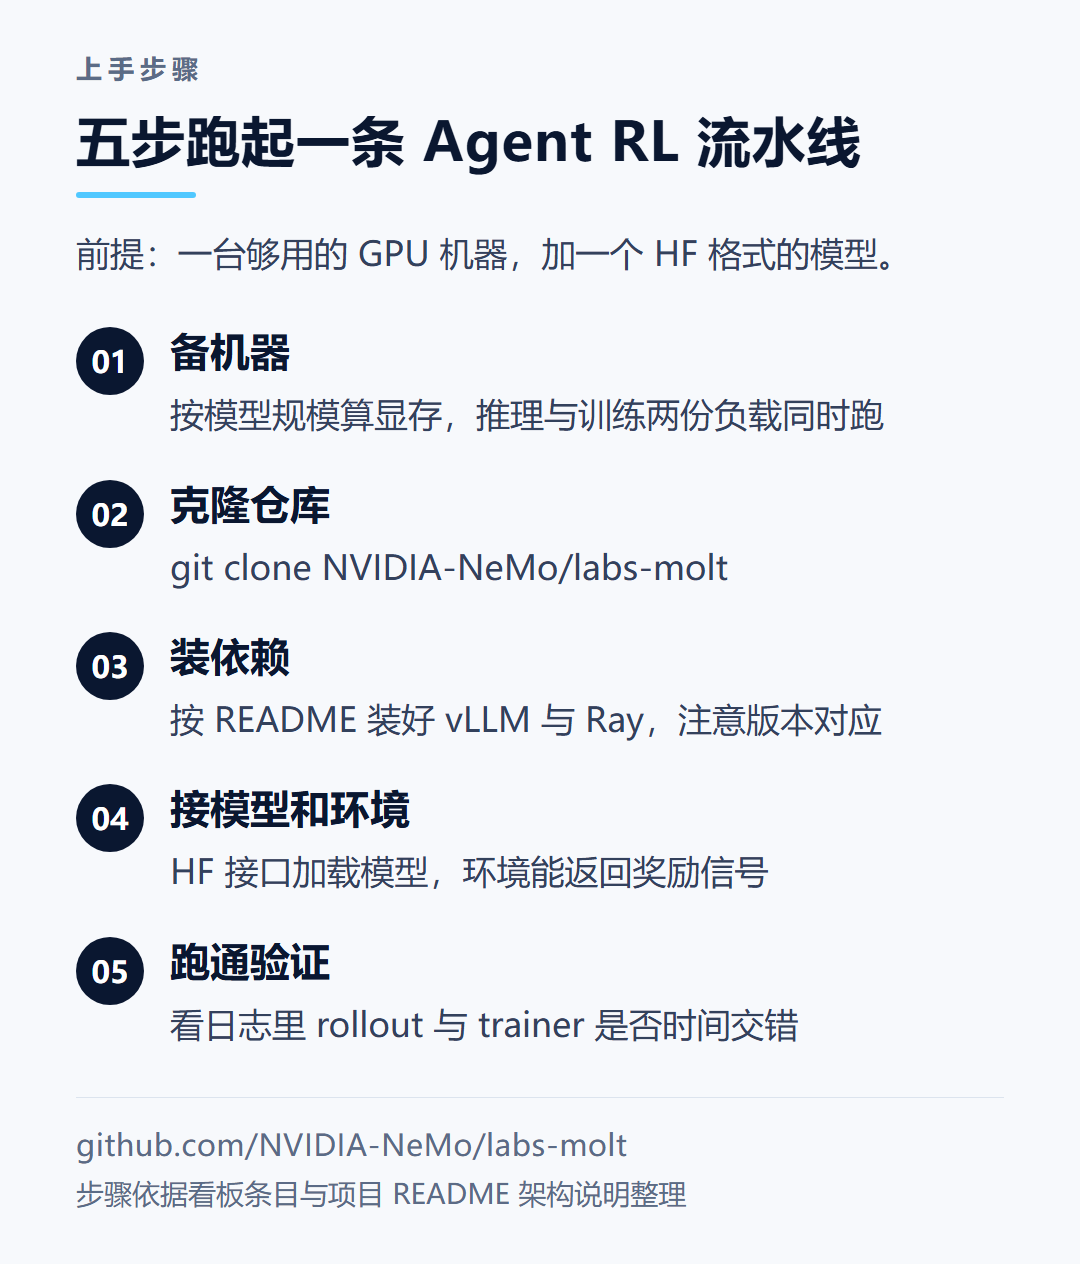 上手步骤
五步跑起一条 Agent RL 流水线
前提：一台够用的 GPU 机器，加一个 HF 格式的模型。
01 备机器
按模型规模算显存，推理与训练两份负载同时跑
02 克隆仓库
git clone NVIDIA-NeMo/labs-molt
03 装依赖
按 README 装好 vLLM 与 Ray，注意版本对应
04 接模型和环境
HF 接口加载模型，环境能返回奖励信号
05 跑通验证
看日志里 rollout 与 trainer 是否时间交错
github.com/NVIDIA-NeMo/labs-molt
步骤依据看板条目与项目 README 架构说明整理